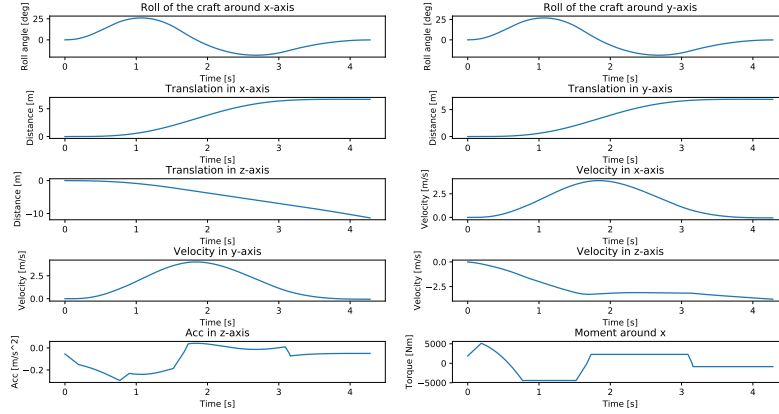 Roll of the craft around x-axis
Roll angle [deg]
25
0
0 1 2 3 4
Time [s]
Roll of the craft around y-axis
Roll angle [deg]
25
0
0 1 2 3 4
Time [s]
Translation in x-axis
Distance [m]
5
0
0 1 2 3 4
Time [s]
Translation in y-axis
Distance [m]
5
0
0 1 2 3 4
Time [s]
Translation in z-axis
Distance [m]
0
−10
0 1 2 3 4
Time [s]
Velocity in x-axis
Velocity [m/s]
2.5
0.0
0 1 2 3 4
Time [s]
Velocity in y-axis
Velocity [m/s]
2.5
0.0
0 1 2 3 4
Time [s]
Velocity in z-axis
Velocity [m/s]
0.0
−2.5
0 1 2 3 4
Time [s]
Acc in z-axis
Acc [m/s^2]
0.0
−0.2
0 1 2 3 4
Time [s]
Moment around x
Torque [Nm]
5000
0
−5000
0 1 2 3 4
Time [s]